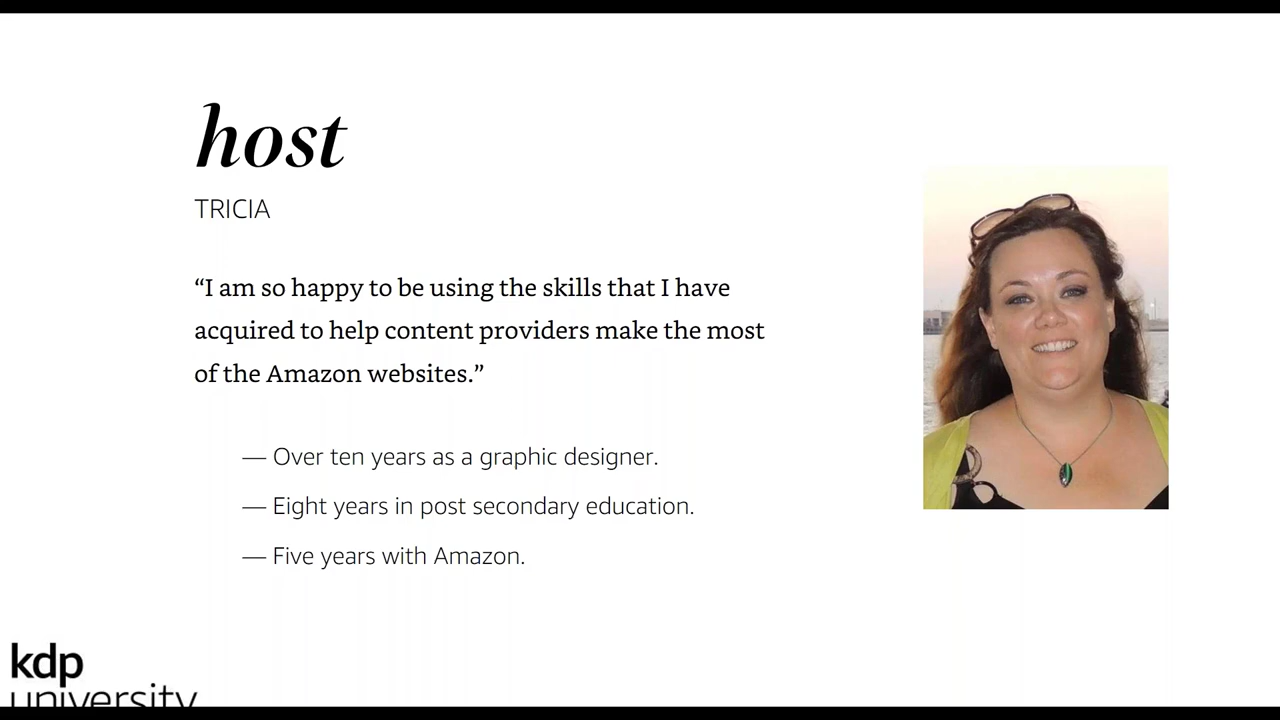 host
TRICIA
“I am so happy to be using the skills that I have
acquired to help content providers make the most
of the Amazon websites.”
— Over ten years as a graphic designer.
— Eight years in post secondary education.
— Five years with Amazon.
kdp
university